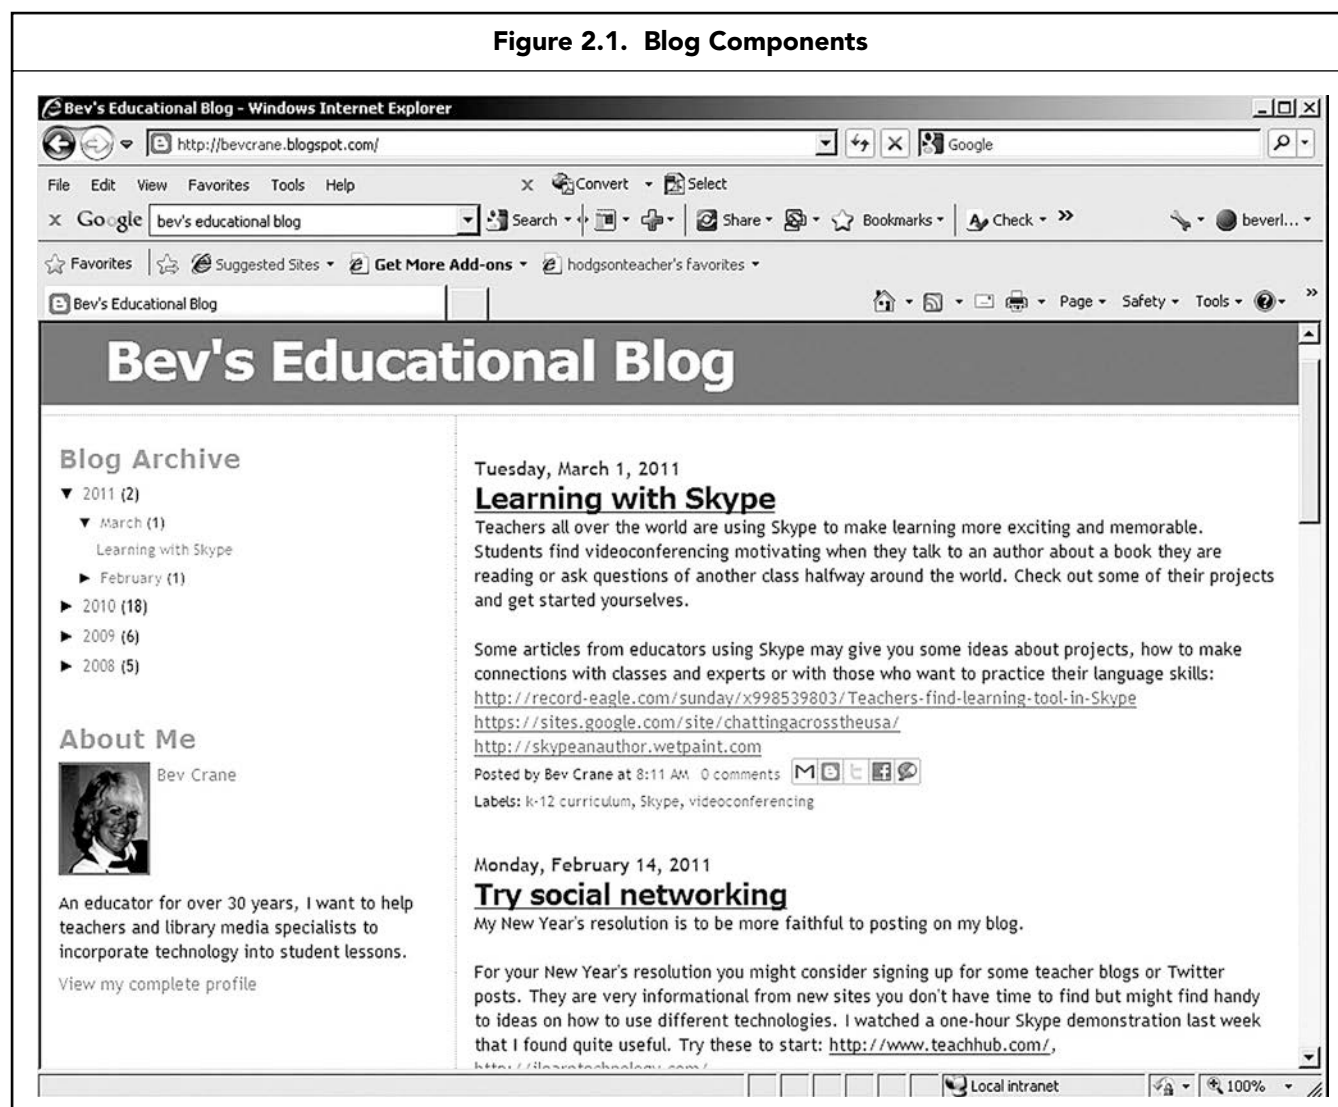 Figure 2.1. Blog Components
Bev's Educational Blog - Windows Internet Explorer
http://bevcrane.blogspot.com/
Google
File Edit View Favorites Tools Help
x Convert Select
x Google bev's educational blog Search Share Bookmarks Check » beverl...
Favorites Suggested Sites Get More Add-ons hodgsonteacher's favorites
Bev's Educational Blog
Page Safety Tools »
Bev's Educational Blog
Blog Archive
▼ 2011 (2)
▼ March (1)
Learning with Skype
► February (1)
► 2010 (18)
► 2009 (6)
► 2008 (5)
About Me
Bev Crane
An educator for over 30 years, I want to help
teachers and library media specialists to
incorporate technology into student lessons.
View my complete profile
Tuesday, March 1, 2011
Learning with Skype
Teachers all over the world are using Skype to make learning more exciting and memorable.
Students find videoconferencing motivating when they talk to an author about a book they are
reading or ask questions of another class halfway around the world. Check out some of their projects
and get started yourselves.
Some articles from educators using Skype may give you some ideas about projects, how to make
connections with classes and experts or with those who want to practice their language skills:
http://record-eagle.com/sunday/x998539803/Teachers-find-learning-tool-in-Skype
https://sites.google.com/site/chattingacrosstheusa/
http://skypeanauthor.wetpaint.com
Posted by Bev Crane at 8:11 AM 0 comments
Labels: k-12 curriculum, Skype, videoconferencing
Monday, February 14, 2011
Try social networking
My New Year's resolution is to be more faithful to posting on my blog.
For your New Year's resolution you might consider signing up for some teacher blogs or Twitter
posts. They are very informational from new sites you don't have time to find but might find handy
to ideas on how to use different technologies. I watched a one-hour Skype demonstration last week
that I found quite useful. Try these to start: http://www.teachhub.com/,
Local intranet
100%